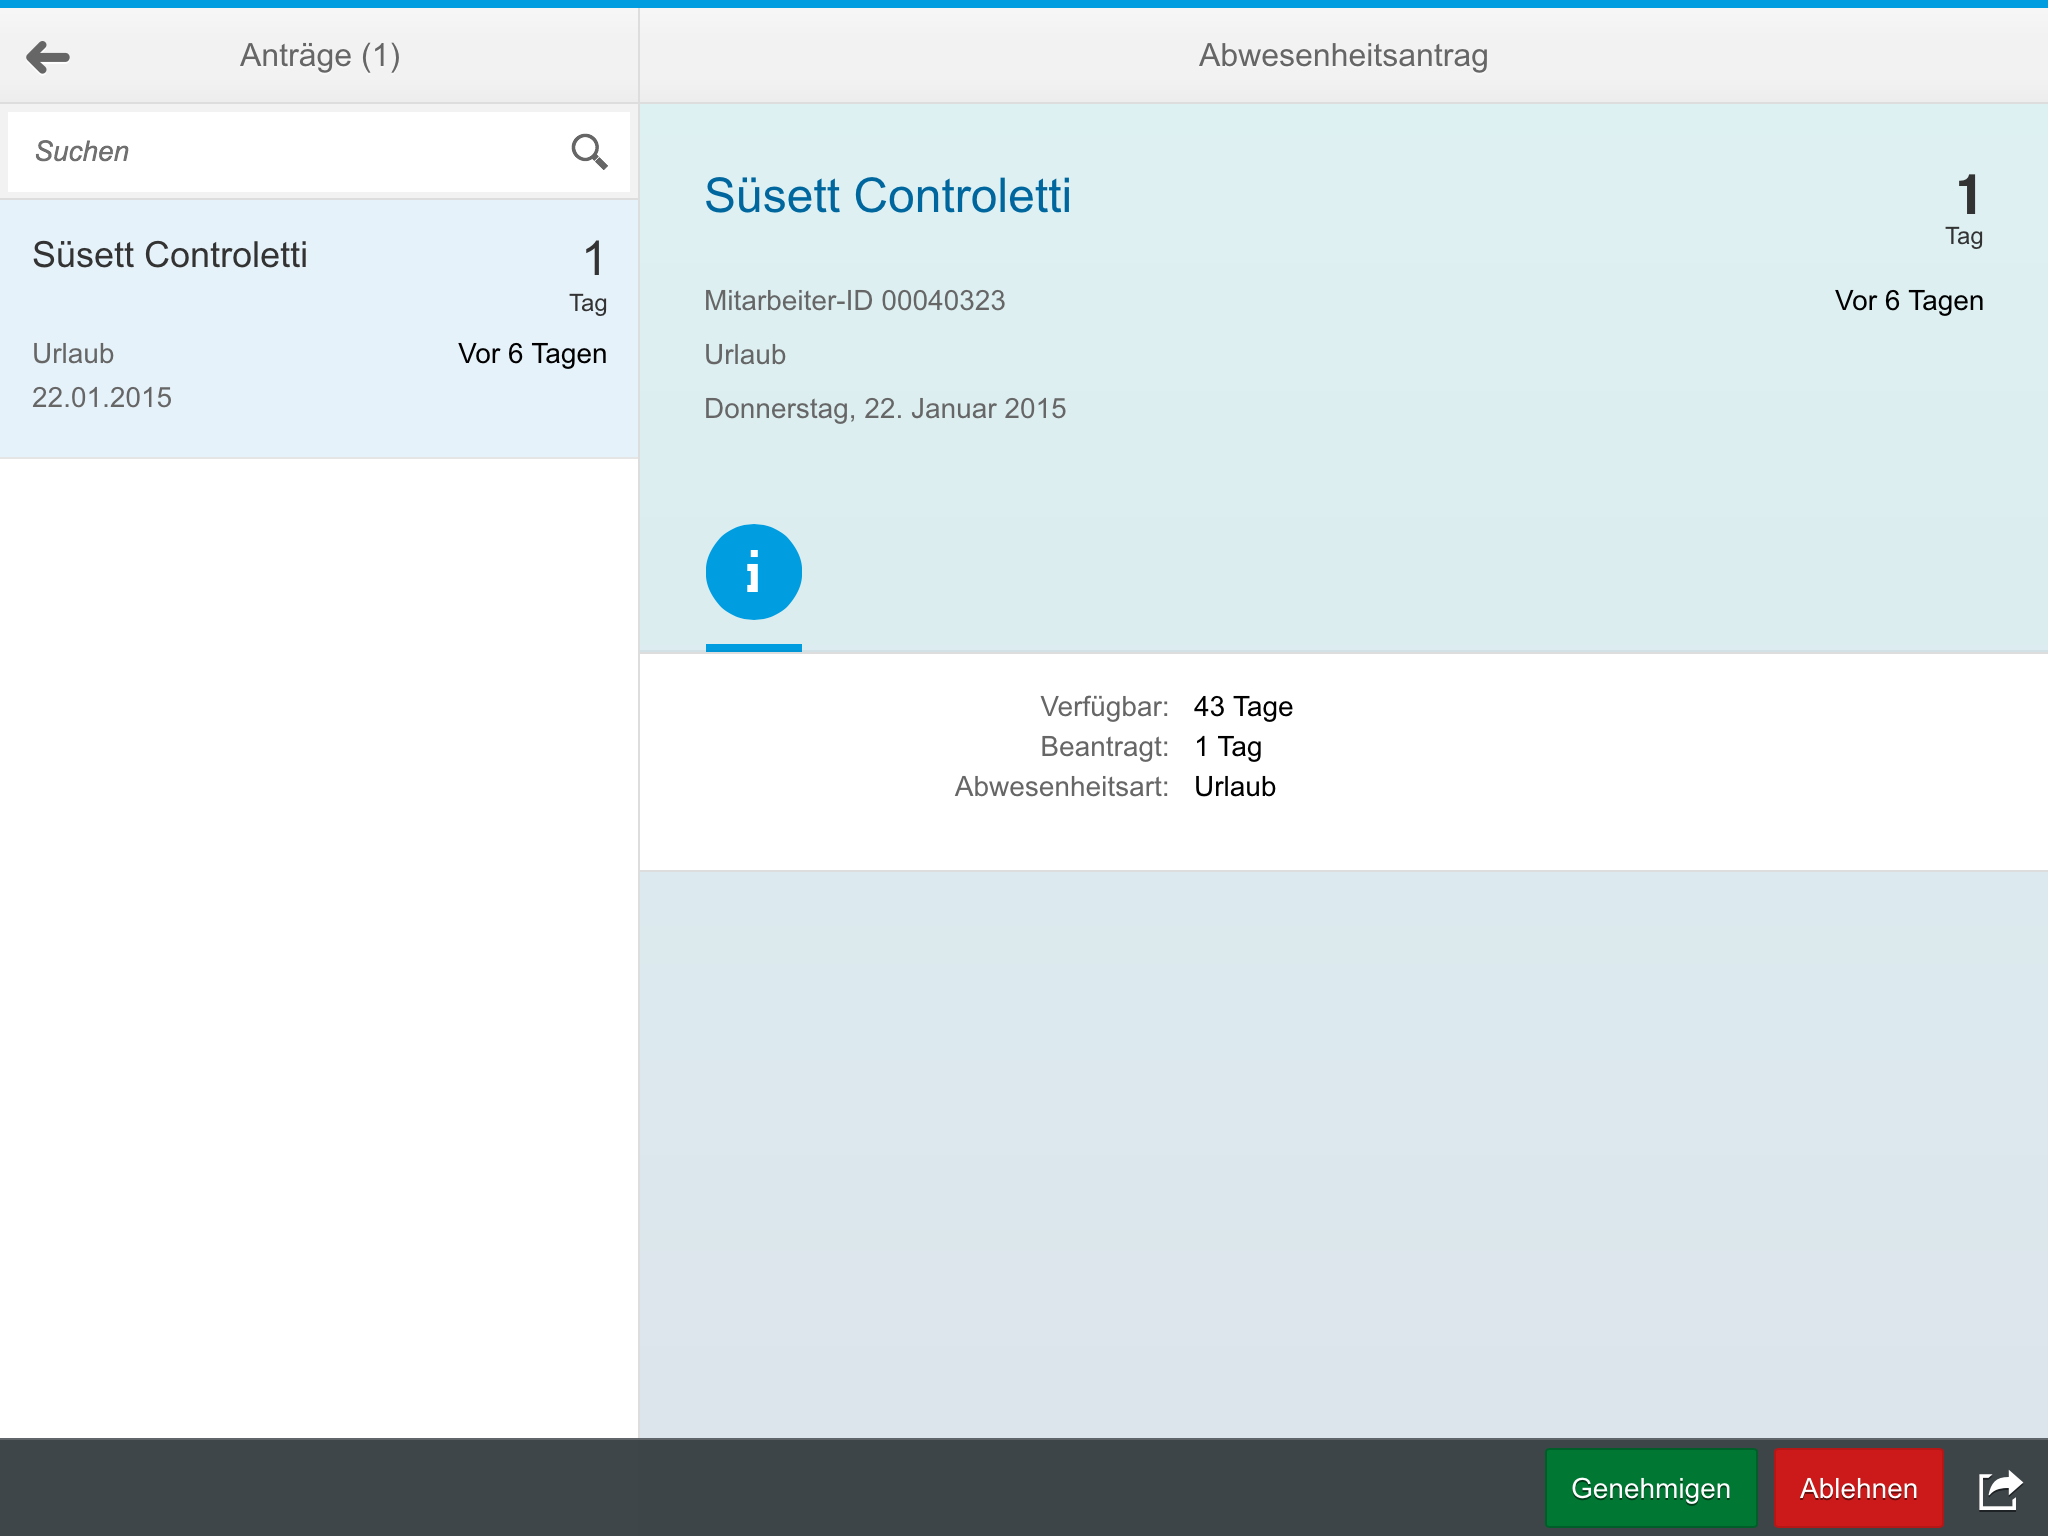 Anträge (1)
Abwesenheitsantrag
Suchen
Süsett Controletti
1
Tag
Urlaub
Vor 6 Tagen
22.01.2015
Süsett Controletti
1
Tag
Mitarbeiter-ID 00040323
Vor 6 Tagen
Urlaub
Donnerstag, 22. Januar 2015
Verfügbar: 43 Tage
Beantragt: 1 Tag
Abwesenheitsart: Urlaub
Genehmigen
Ablehnen